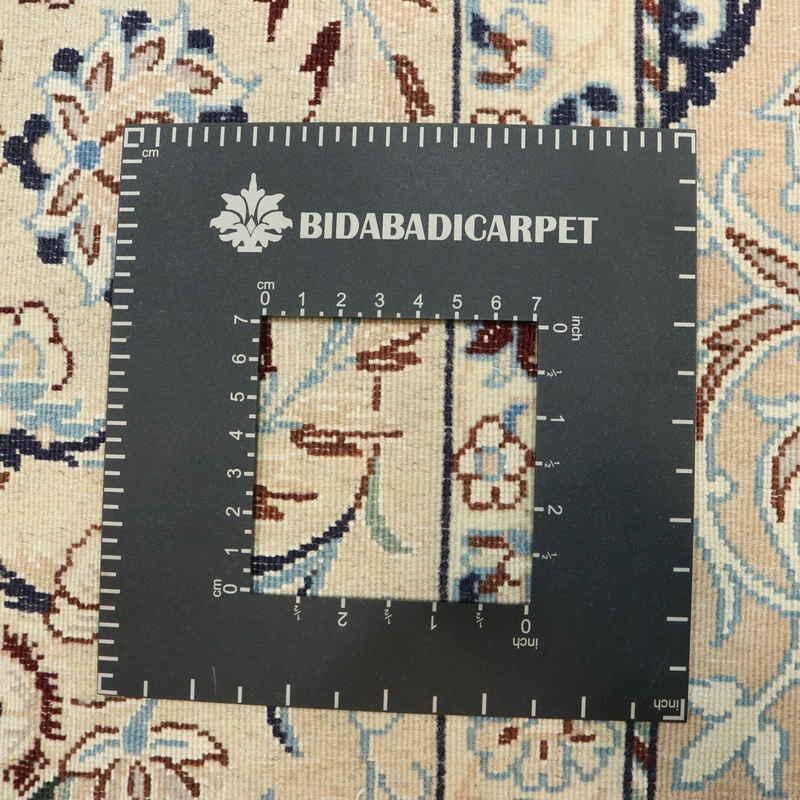 cm
BIDABADICARPET
cm
0 1 2 3 4 5 6 7
7 6 5 4 3 2 1 0
cm
0 ½ 1 ½ 2 ½
inch
½ 2 ½ 1 ½ 0
inch
inch